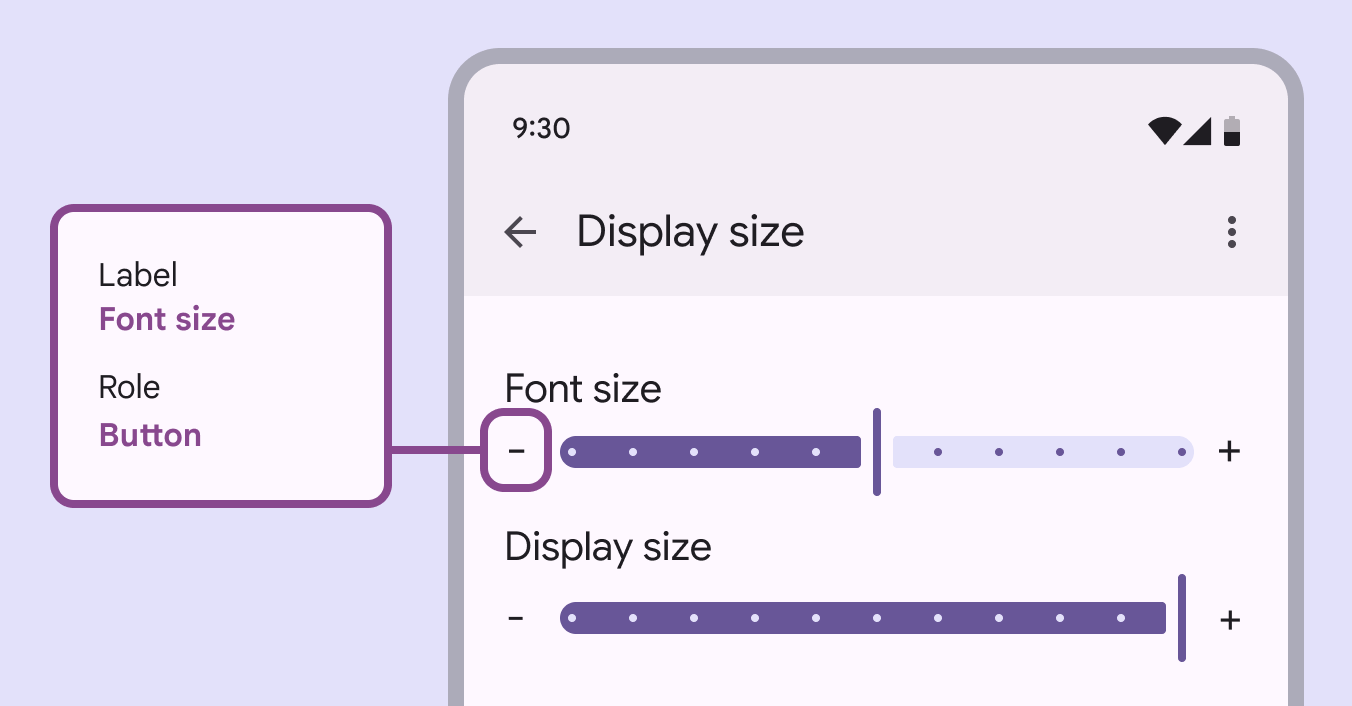 9:30
Display size
Label
Font size
Role
Button
Font size
-
+
Display size
-
+